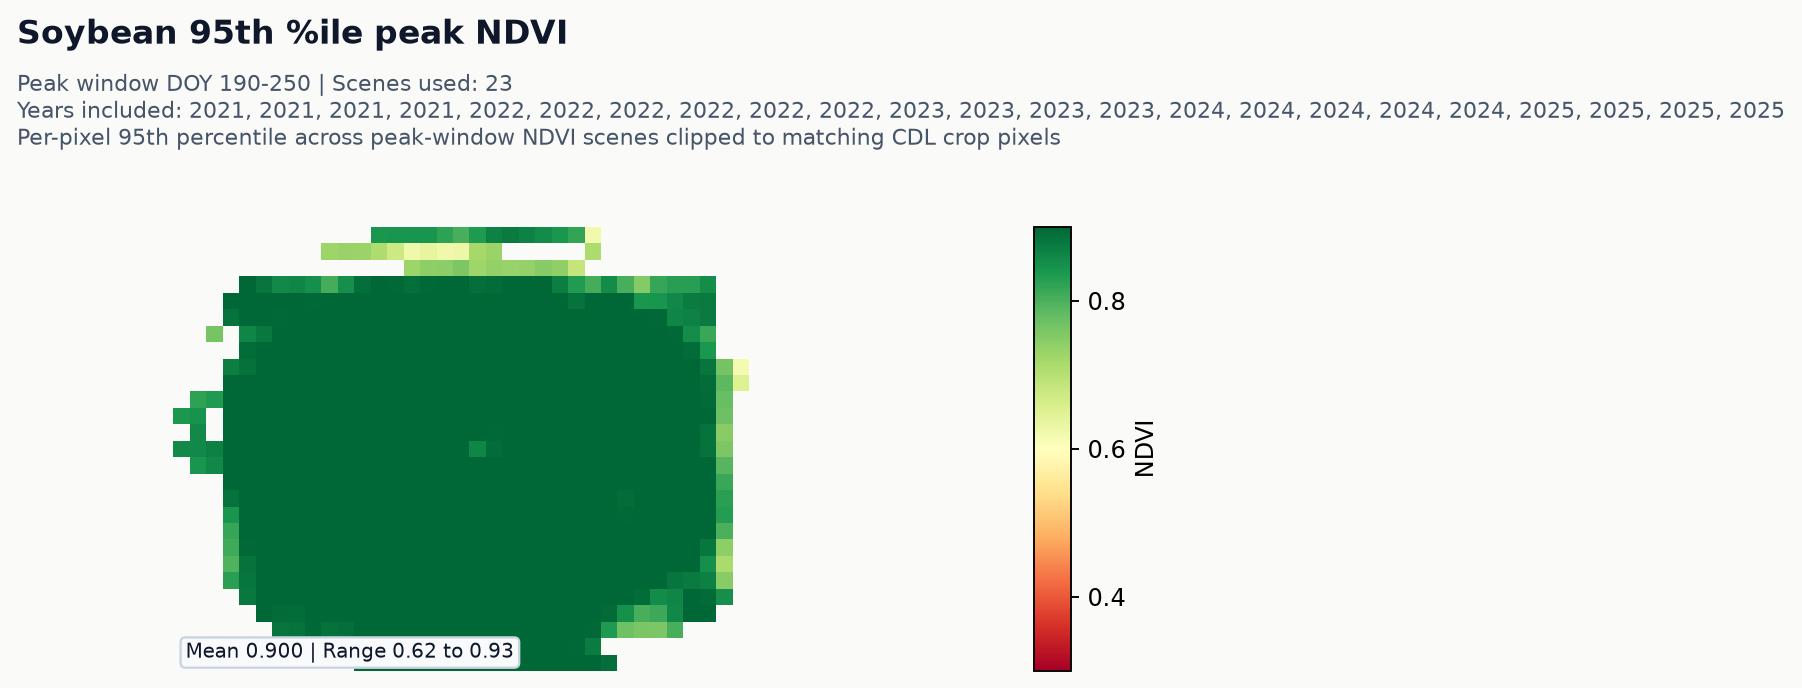 Soybean 95th %ile peak NDVI
Peak window DOY 190-250 | Scenes used: 23
Years included: 2021, 2021, 2021, 2021, 2022, 2022, 2022, 2022, 2022, 2022, 2023, 2023, 2023, 2023, 2024, 2024, 2024, 2024, 2024, 2025, 2025, 2025, 2025
Per-pixel 95th percentile across peak-window NDVI scenes clipped to matching CDL crop pixels
0.8
0.6
0.4
NDVI
Mean 0.900 | Range 0.62 to 0.93